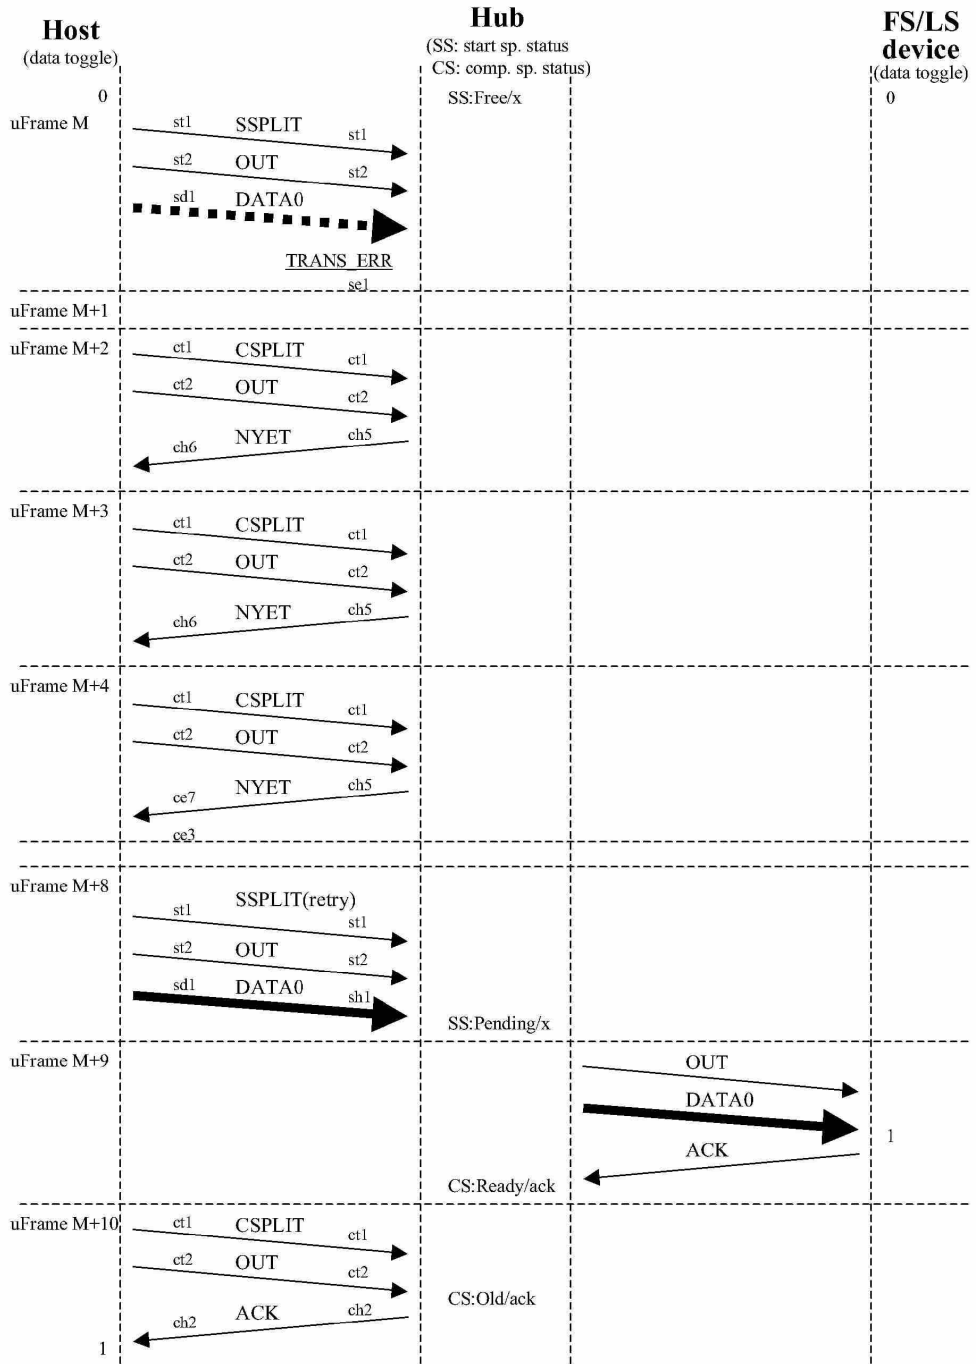 Host
(data toggle)
Hub
(SS: start sp. status
CS: comp. sp. status)
FS/LS
device
(data toggle)
0
SS:Free/x
0
uFrame M
st1 SSPLIT st1
st2 OUT st2
sd1 DATA0
TRANS_ERR
se1
uFrame M+1
uFrame M+2
ct1 CSPLIT ct1
ct2 OUT ct2
ch6 NYET ch5
uFrame M+3
ct1 CSPLIT ct1
ct2 OUT ct2
ch6 NYET ch5
uFrame M+4
ct1 CSPLIT ct1
ct2 OUT ct2
ce7 NYET ch5
ce3
uFrame M+8
st1 SSPLIT(retry) st1
st2 OUT st2
sd1 DATA0 sh1
SS:Pending/x
uFrame M+9
OUT
DATA0
1
ACK
CS:Ready/ack
uFrame M+10
ct1 CSPLIT ct1
ct2 OUT ct2
CS:Old/ack
ch2 ACK ch2
1